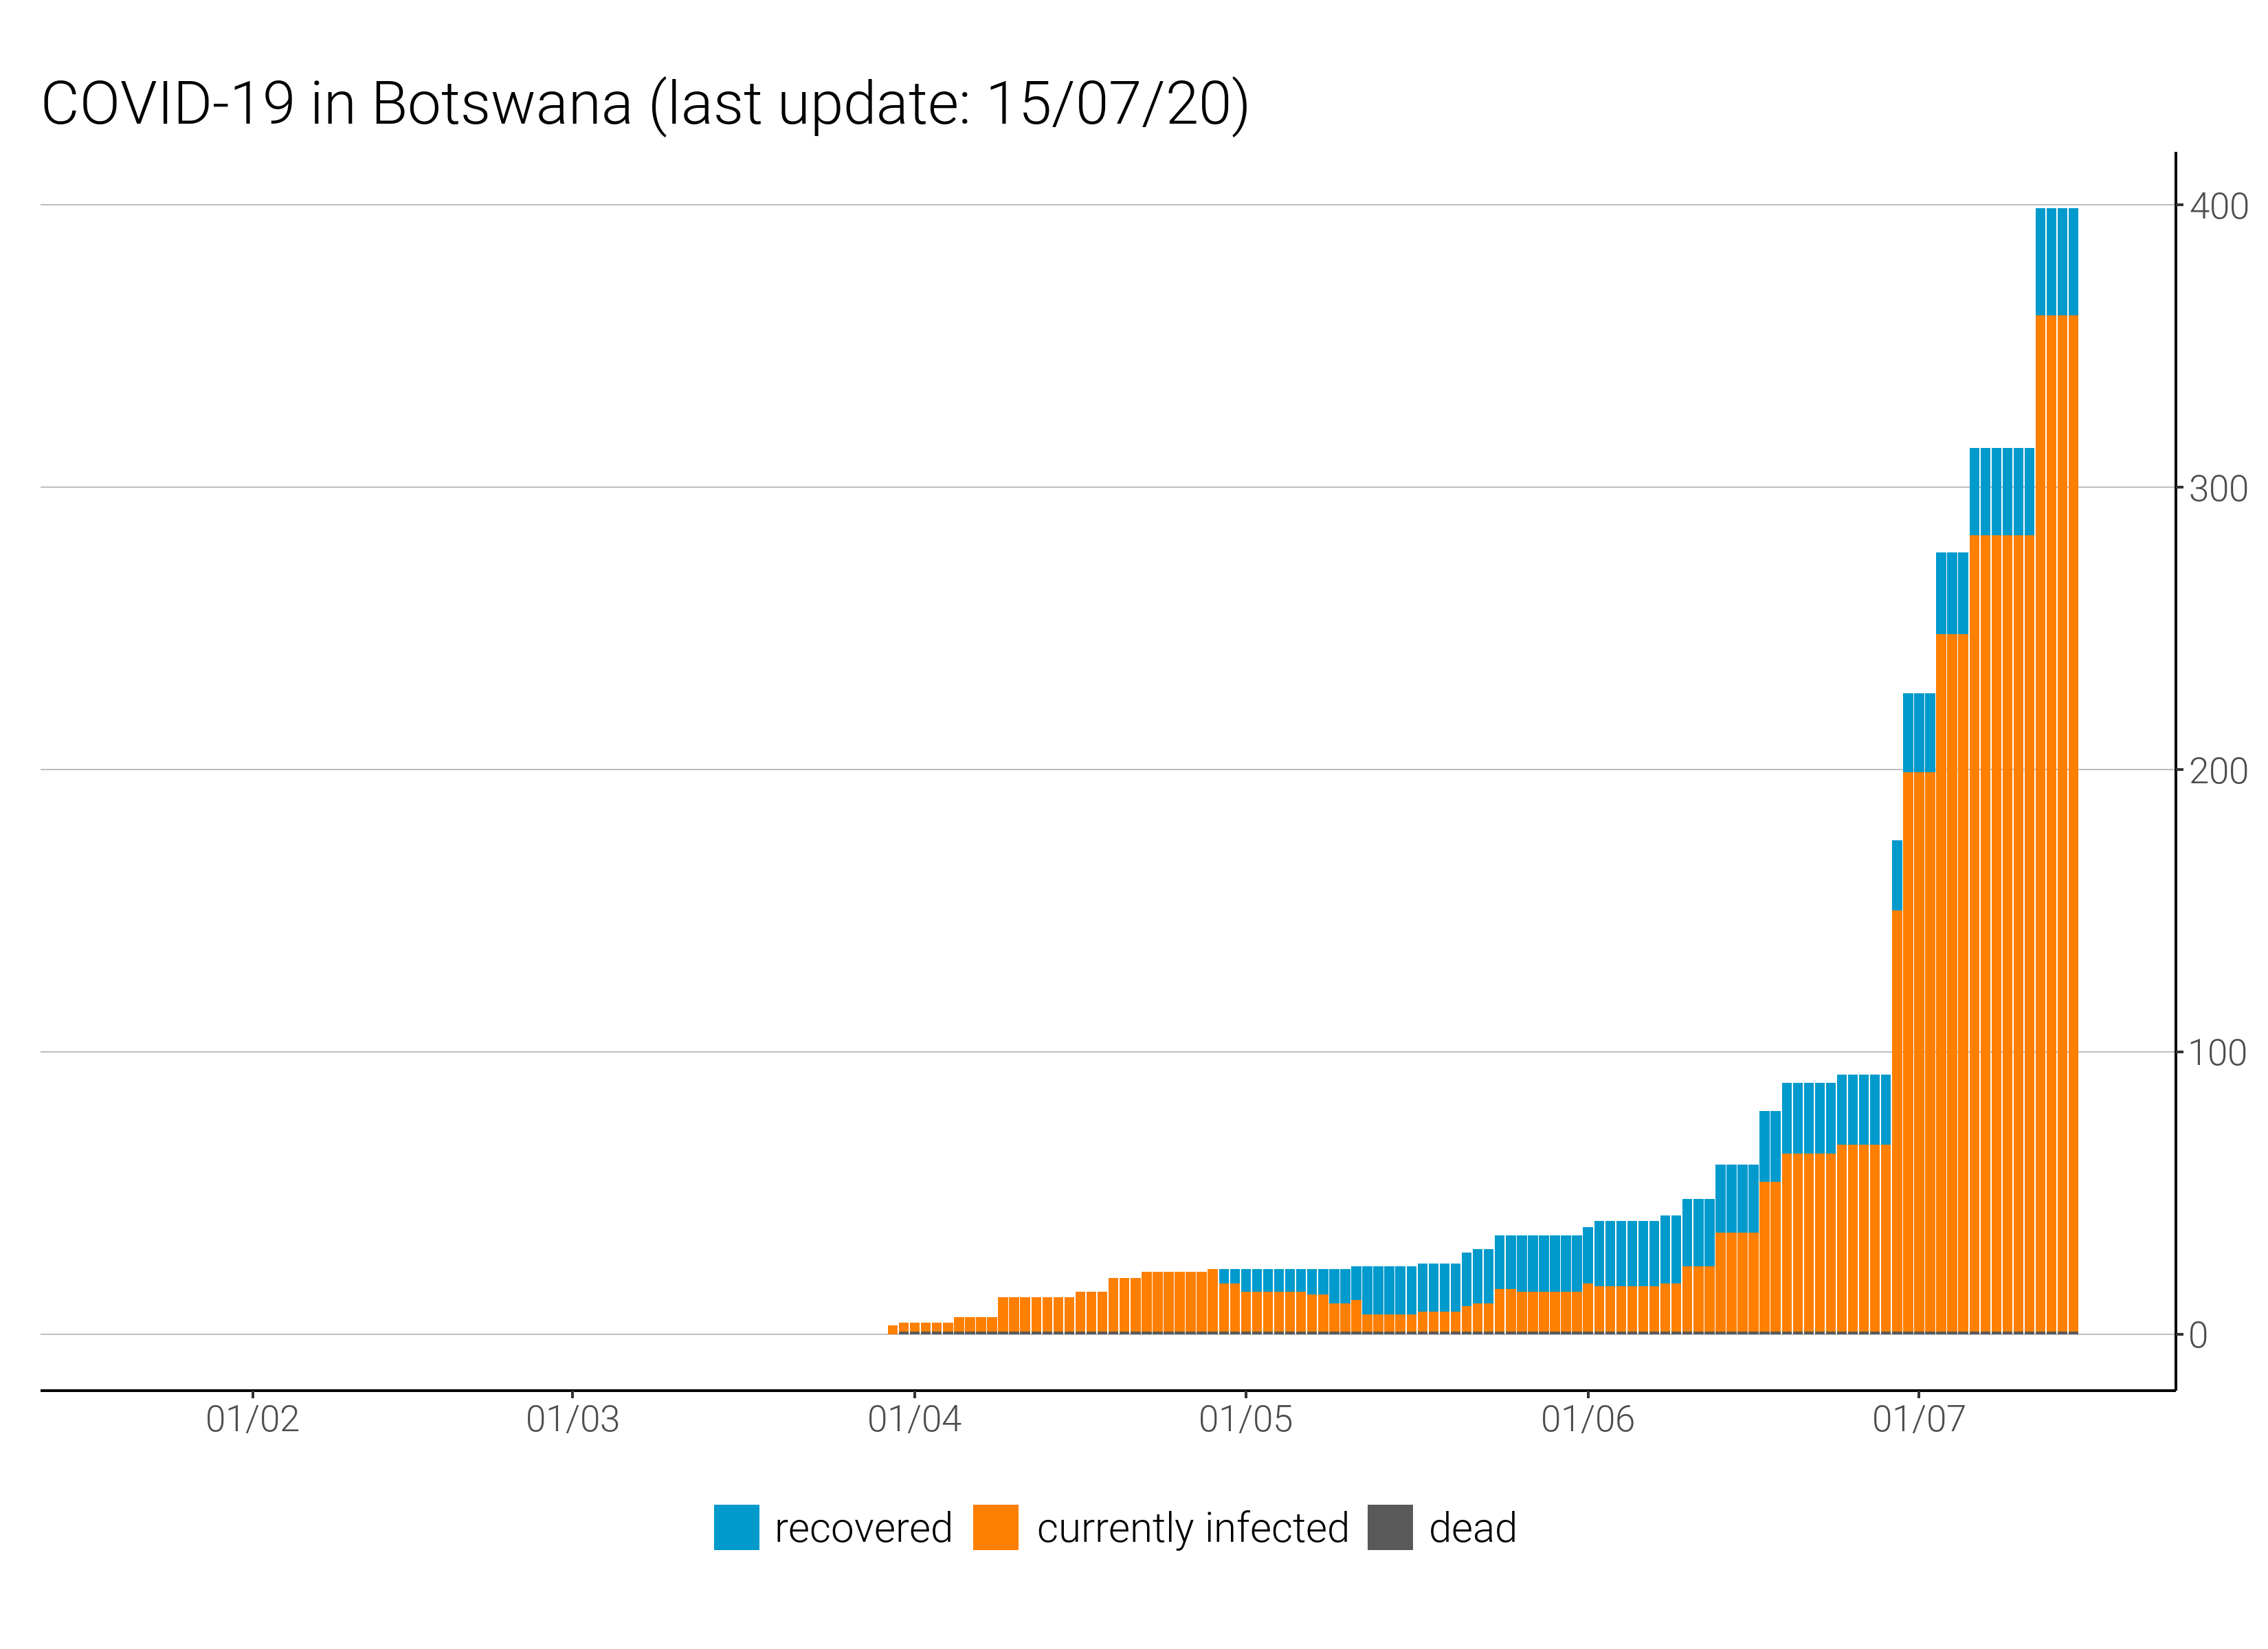 COVID-19 in Botswana (last update: 15/07/20)
400
300
200
100
0
01/02 01/03 01/04 01/05 01/06 01/07
recovered currently infected dead